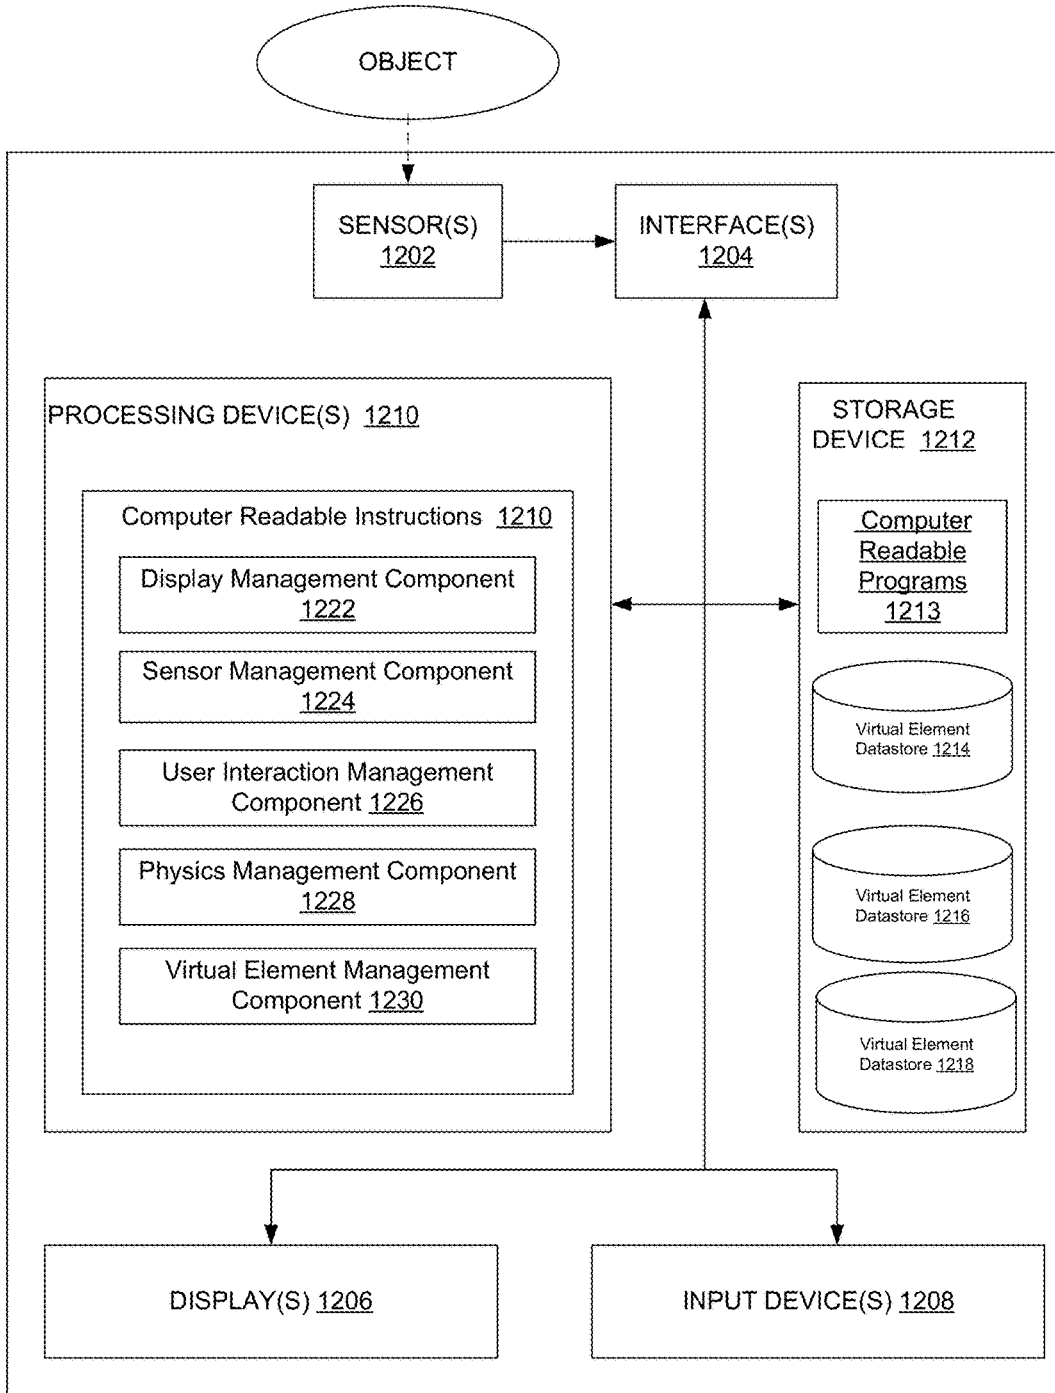 OBJECT
SENSOR(S)
1202
INTERFACE(S)
1204
PROCESSING DEVICE(S) 1210
Computer Readable Instructions 1210
Display Management Component
1222
Sensor Management Component
1224
User Interaction Management
Component 1226
Physics Management Component
1228
Virtual Element Management
Component 1230
STORAGE
DEVICE 1212
Computer
Readable
Programs
1213
Virtual Element
Datastore 1214
Virtual Element
Datastore 1216
Virtual Element
Datastore 1218
DISPLAY(S) 1206
INPUT DEVICE(S) 1208